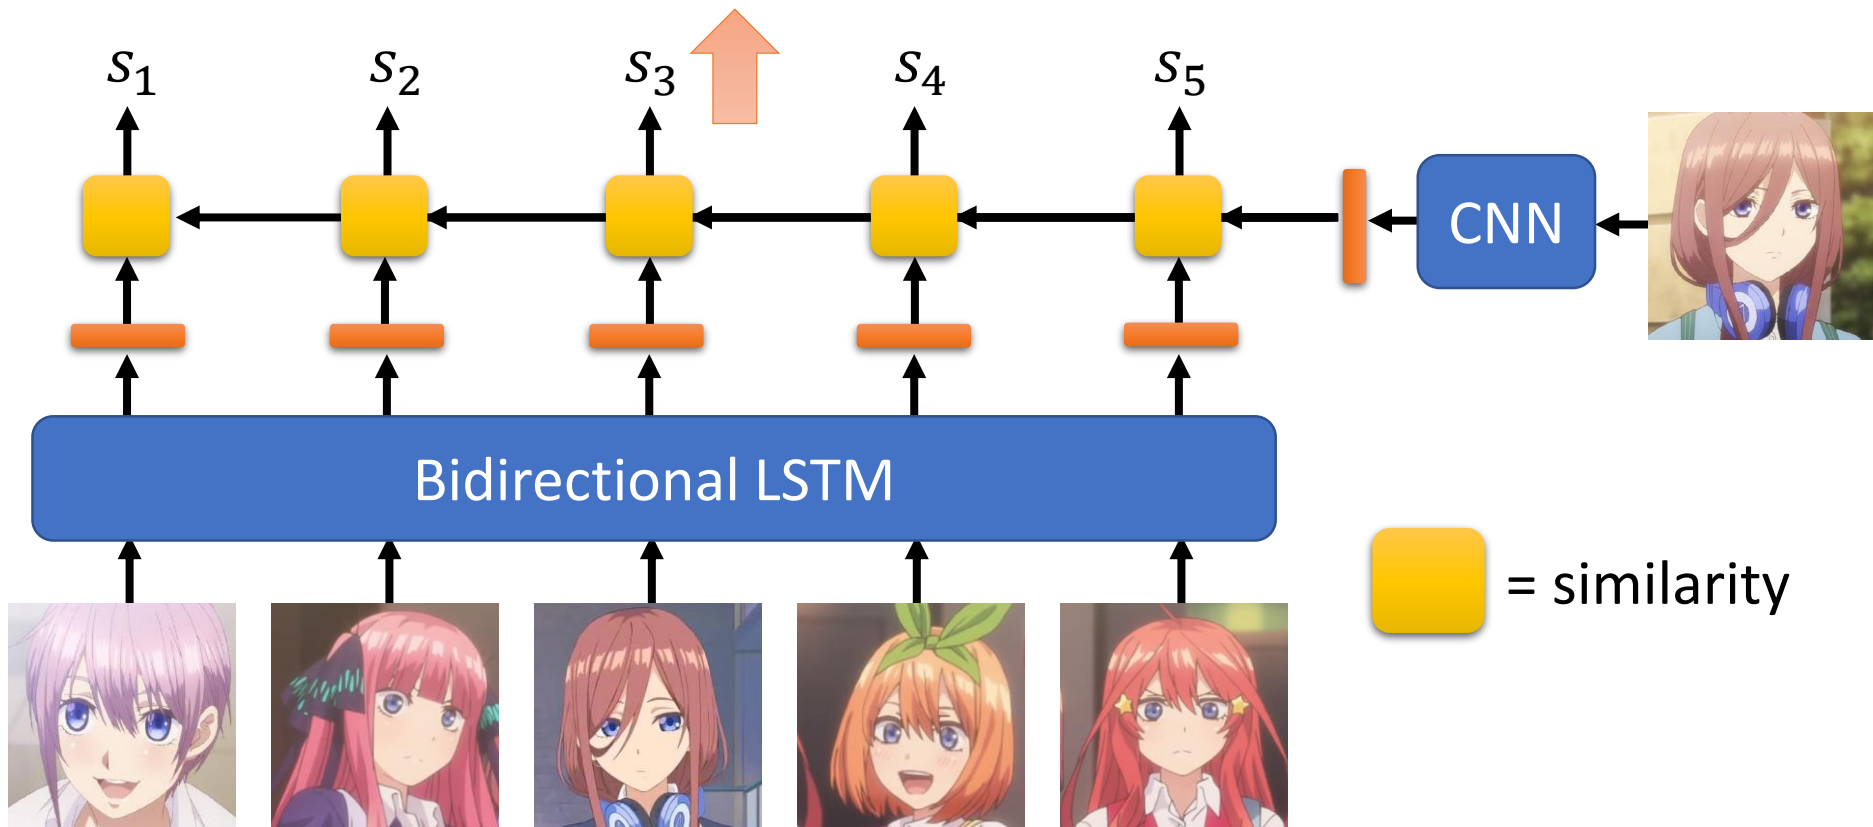 s₁ s₂ s₃ s₄ s₅
CNN
Bidirectional LSTM
= similarity